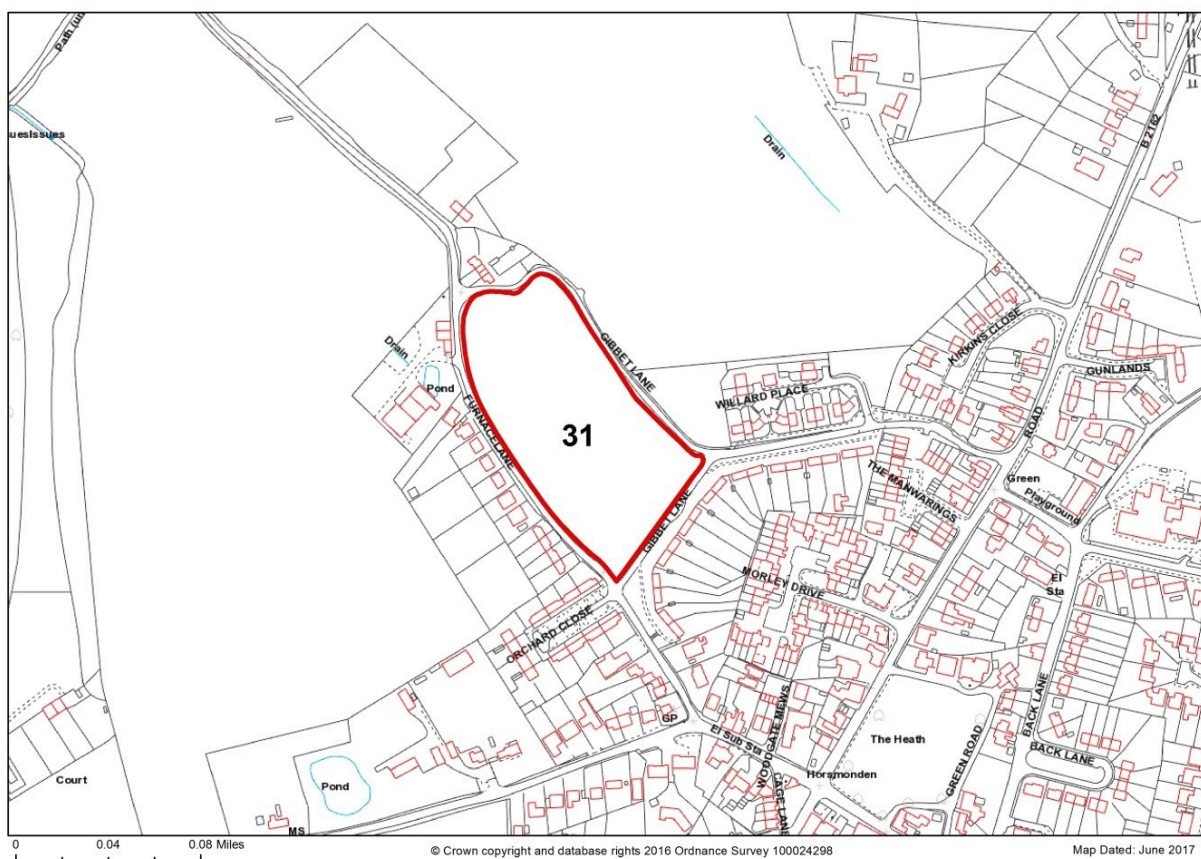 Path (un
uesIssues
Drain
B 2162
KIRKINS CLOSE
GUNLANDS
GIBBET LANE
Drain
Pond
WILLARD PLACE
FURNACE LANE
31
ROAD
THE MANWARINGS
Green
Playground
GIBBET LANE
MORLEY DRIVE
El
Sta
ORCHARD CLOSE
GP
El Sub Sta
WOODGATE MEWS
The Heath
BACK LANE
BACK LANE
GREEN ROAD
Horsmonden
CAGE LANE
Court
Pond
MS
0 0.04 0.08 Miles
© Crown copyright and database rights 2016 Ordnance Survey 100024298
Map Dated: June 2017